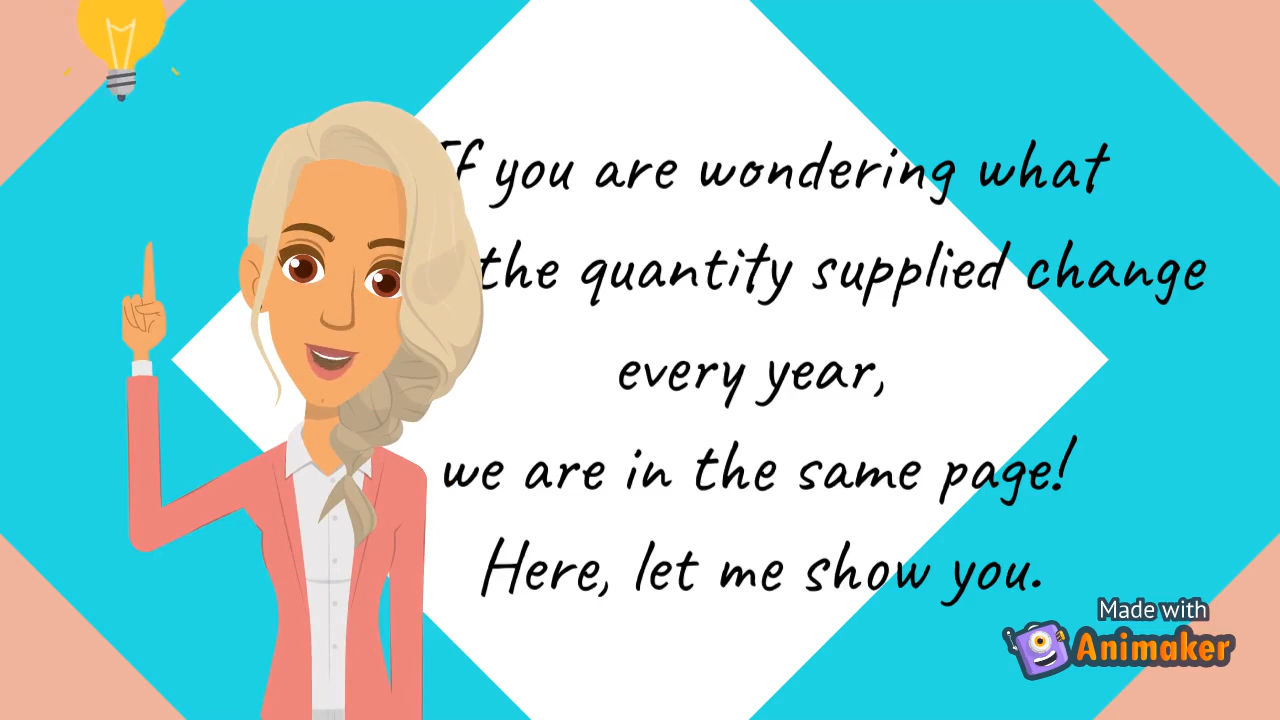 If you are wondering what
the quantity supplied change
every year,
we are in the same page!
Here, let me show you.
Made with
Animaker